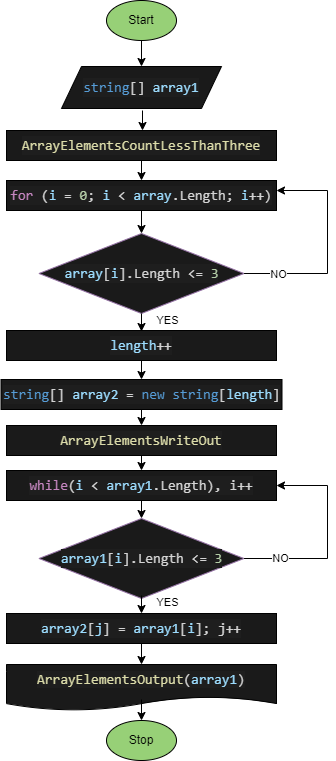 Start
string[] array1
ArrayElementsCountLessThanThree
for (i = 0; i < array.Length; i++)
array[i].Length <= 3
NO
YES
length++
string[] array2 = new string[length]
ArrayElementsWriteOut
while(i < array1.Length), i++
array1[i].Length <= 3
NO
YES
array2[j] = array1[i]; j++
ArrayElementsOutput(array1)
Stop